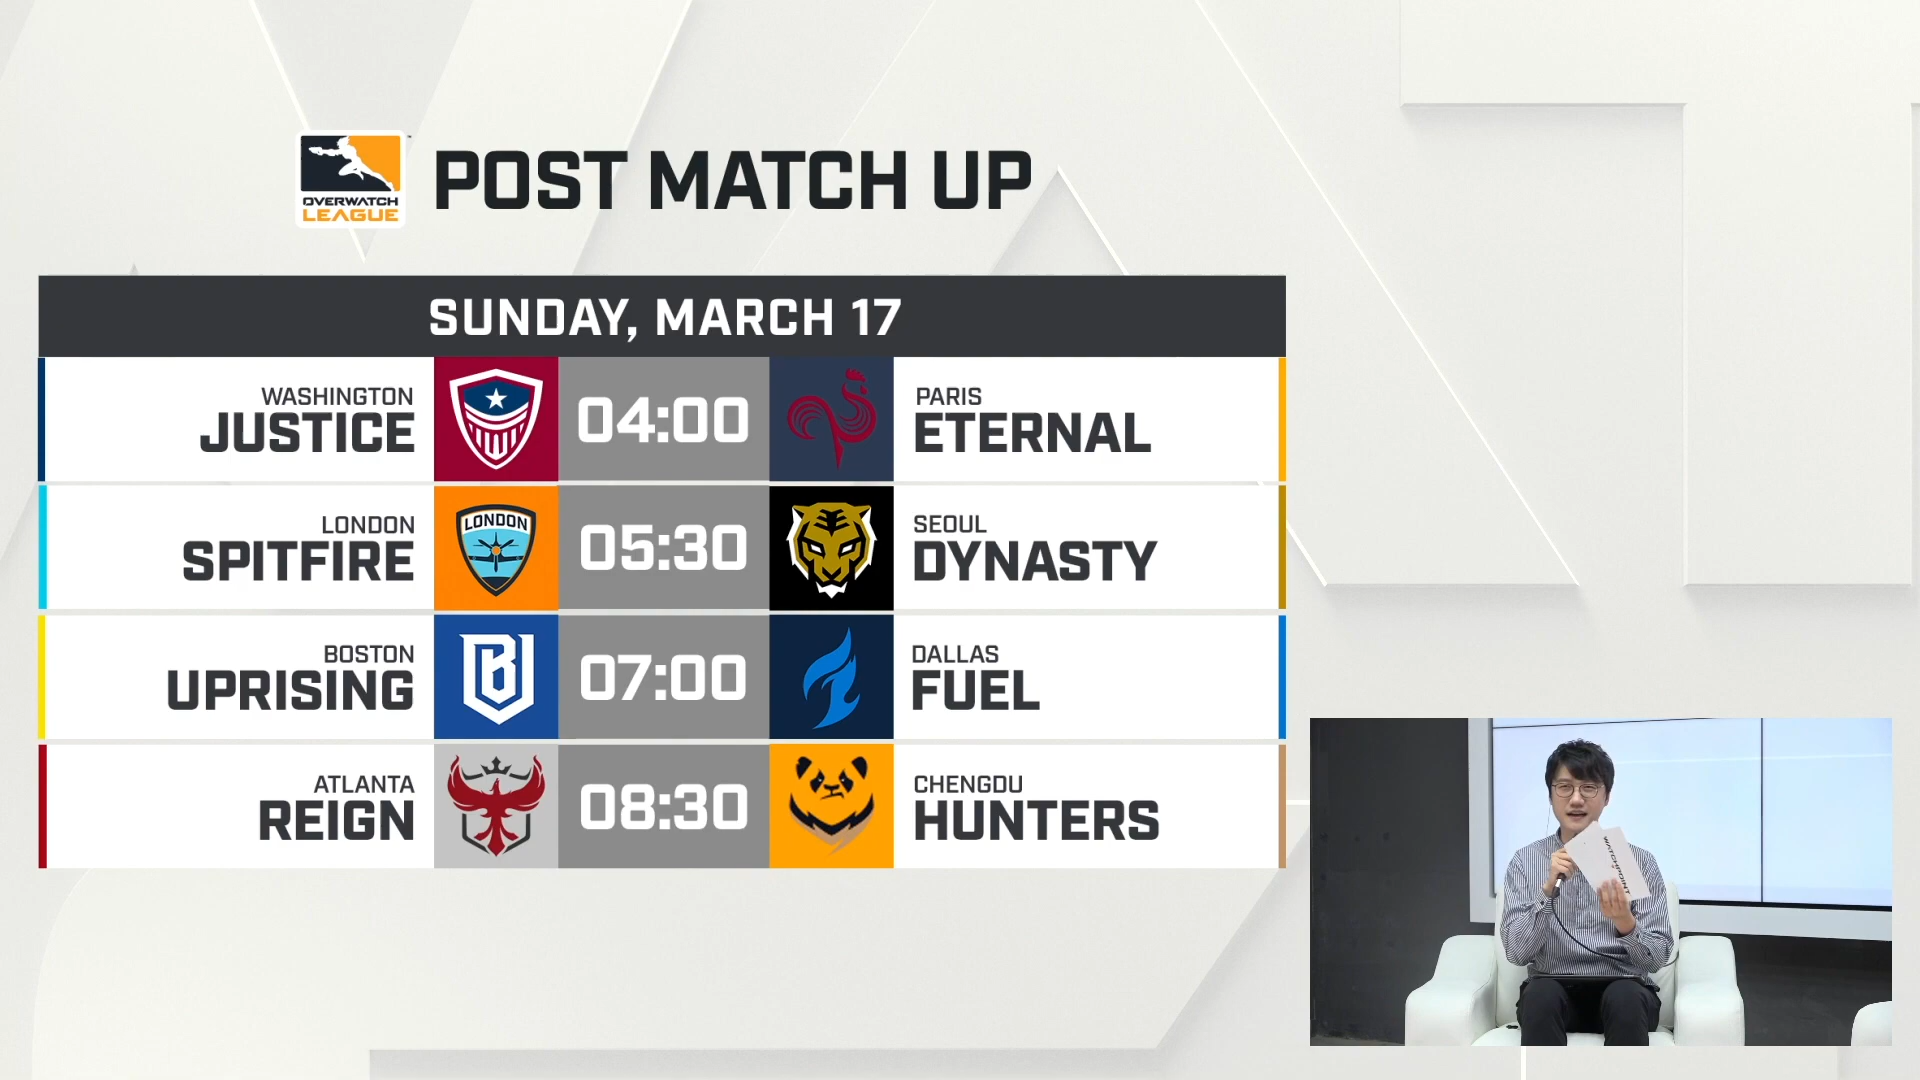 OVERWATCH
LEAGUE
POST MATCH UP
SUNDAY, MARCH 17
WASHINGTON
JUSTICE
04:00
PARIS
ETERNAL
LONDON
SPITFIRE
LONDON
05:30
SEOUL
DYNASTY
BOSTON
UPRISING
B
07:00
DALLAS
FUEL
ATLANTA
REIGN
08:30
CHENGDU
HUNTERS
WATCHPOINT